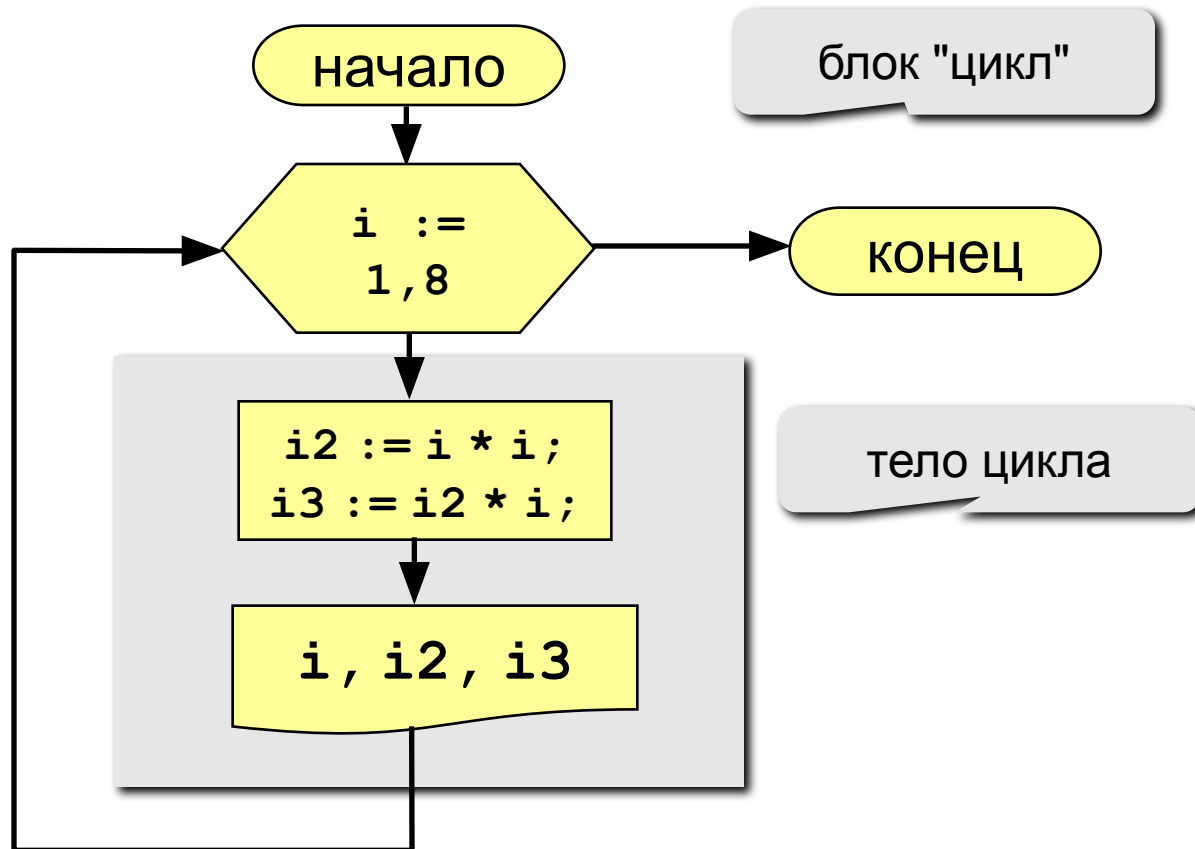 начало
блок "цикл"
i :=
1,8
конец
i2 := i * i;
i3 := i2 * i;
тело цикла
i, i2, i3